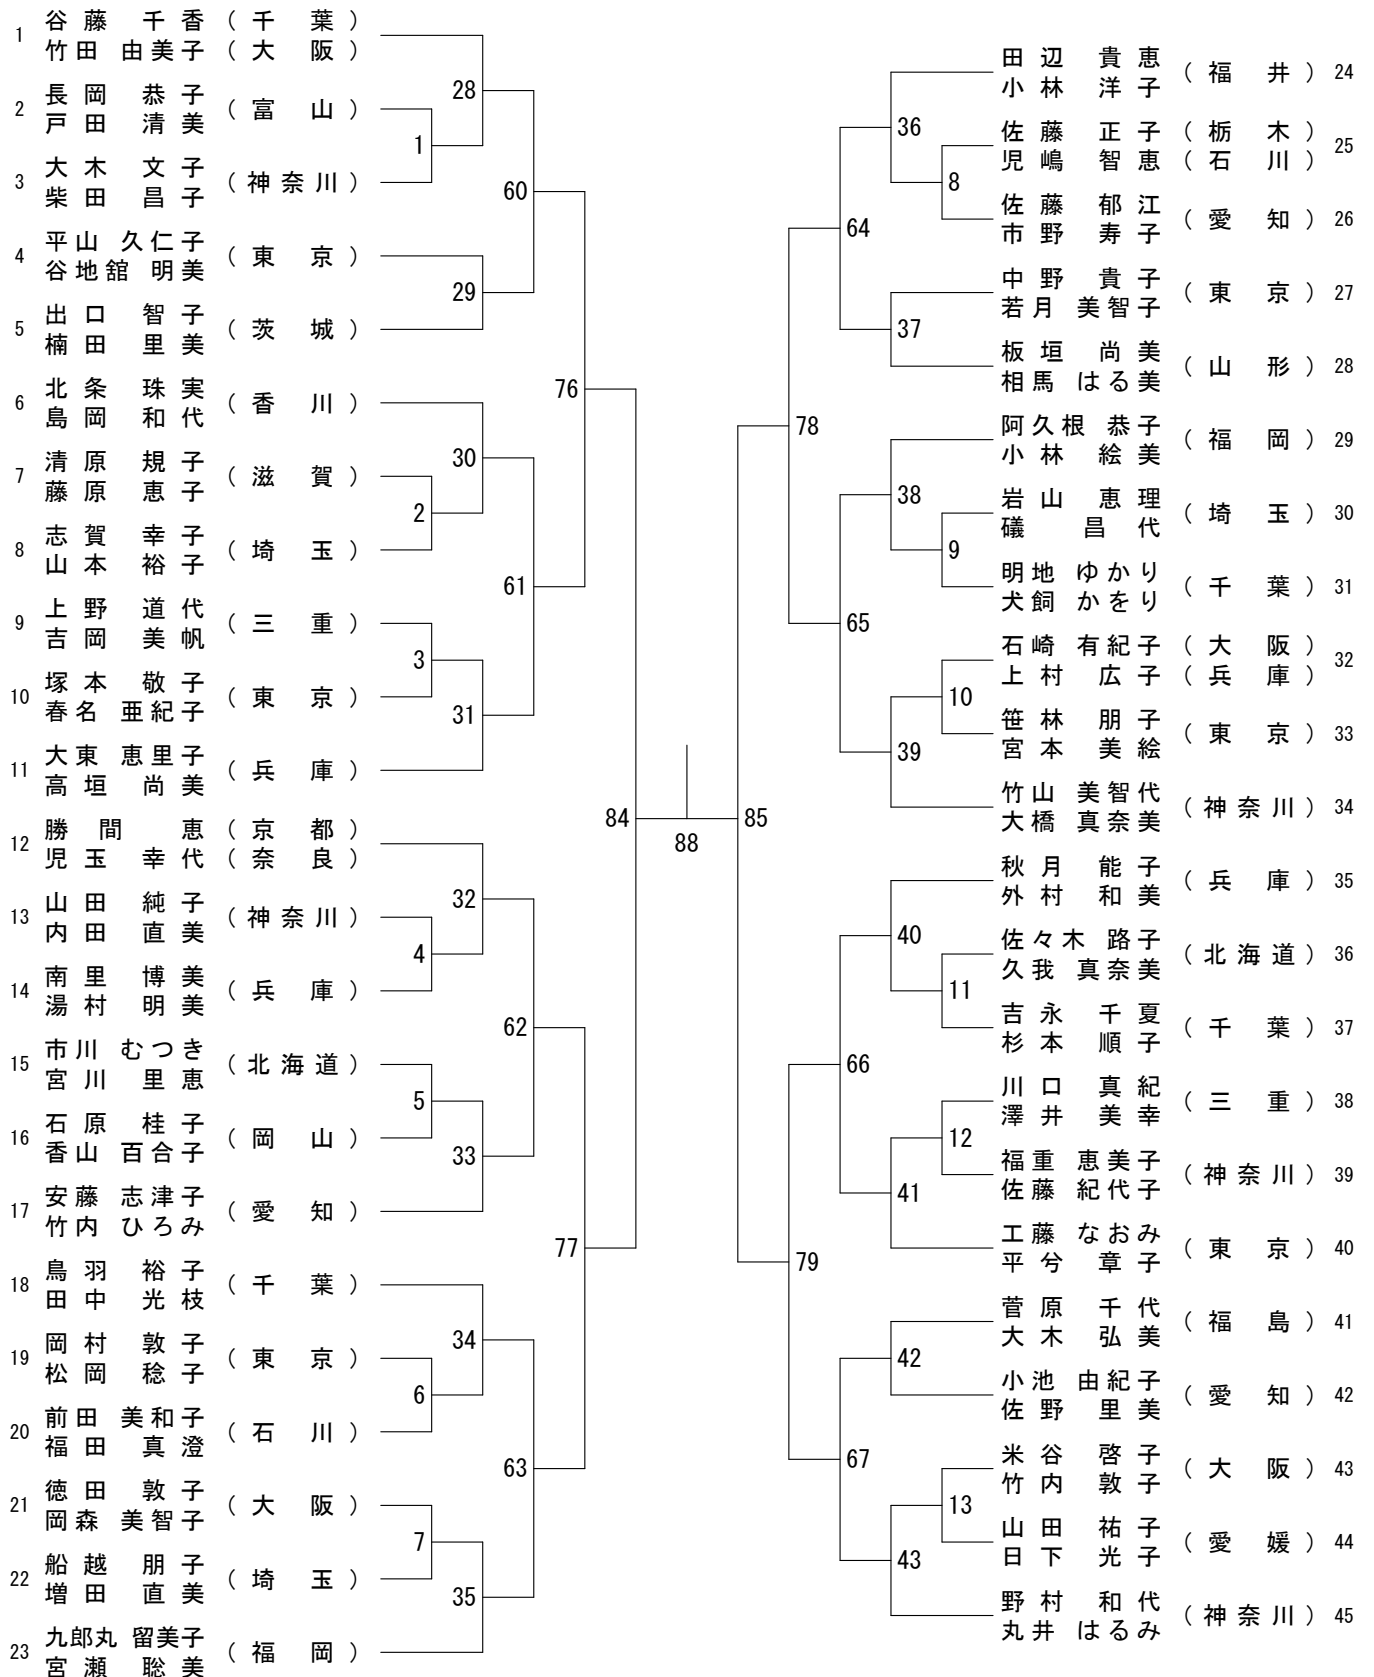 1 谷藤 千香 (千葉)
竹田 由美子 (大阪)
2 長岡 恭子 (富山)
戸田 清美
3 大木 文子 (神奈川)
柴田 昌子
4 平山 久仁子 (東京)
谷地舘 明美
5 出口 智子 (茨城)
楠田 里美
6 北条 珠実 (香川)
島岡 和代
7 清原 規子 (滋賀)
藤原 恵子
8 志賀 幸子 (埼玉)
山本 裕子
9 上野 道代 (三重)
吉岡 美帆
10 塚本 敬子 (東京)
春名 亜紀子
11 大東 恵里子 (兵庫)
高垣 尚美
12 勝間 恵 (京都)
児玉 幸代 (奈良)
13 山田 純子 (神奈川)
内田 直美
14 南里 博美 (兵庫)
湯村 明美
15 市川 むつき (北海道)
宮川 里恵
16 石原 桂子 (岡山)
香山 百合子
17 安藤 志津子 (愛知)
竹内 ひろみ
18 鳥羽 裕子 (千葉)
田中 光枝
19 岡村 敦子 (東京)
松岡 稔子
20 前田 美和子 (石川)
福田 真澄
21 徳田 敦子 (大阪)
岡森 美智子
22 船越 朋子 (埼玉)
増田 直美
23 九郎丸 留美子 (福岡)
宮瀬 聡美
28
1
60
29
76
30
2
61
3
31
84
32
4
62
5
33
77
34
6
63
7
35
88
85
36
8
64
37
78
38
9
65
10
39
40
11
66
12
41
79
42
67
13
43
田辺 貴恵 (福井) 24
小林 洋子
佐藤 正子 (栃木) 25
児嶋 智恵 (石川)
佐藤 郁江 (愛知) 26
市野 寿子
中野 貴子 (東京) 27
若月 美智子
板垣 尚美 (山形) 28
相馬 はる美
阿久根 恭子 (福岡) 29
小林 絵美
岩山 恵理 (埼玉) 30
礒 昌代
明地 ゆかり (千葉) 31
犬飼 かをり
石崎 有紀子 (大阪) 32
上村 広子 (兵庫)
笹林 朋子 (東京) 33
宮本 美絵
竹山 美智代 (神奈川) 34
大橋 真奈美
秋月 能子 (兵庫) 35
外村 和美
佐々木 路子 (北海道) 36
久我 真奈美
吉永 千夏 (千葉) 37
杉本 順子
川口 真紀 (三重) 38
澤井 美幸
福重 恵美子 (神奈川) 39
佐藤 紀代子
工藤 なおみ (東京) 40
平兮 章子
菅原 千代 (福島) 41
大木 弘美
小池 由紀子 (愛知) 42
佐野 里美
米谷 啓子 (大阪) 43
竹内 敦子
山田 祐子 (愛媛) 44
日下 光子
野村 和代 (神奈川) 45
丸井 はるみ